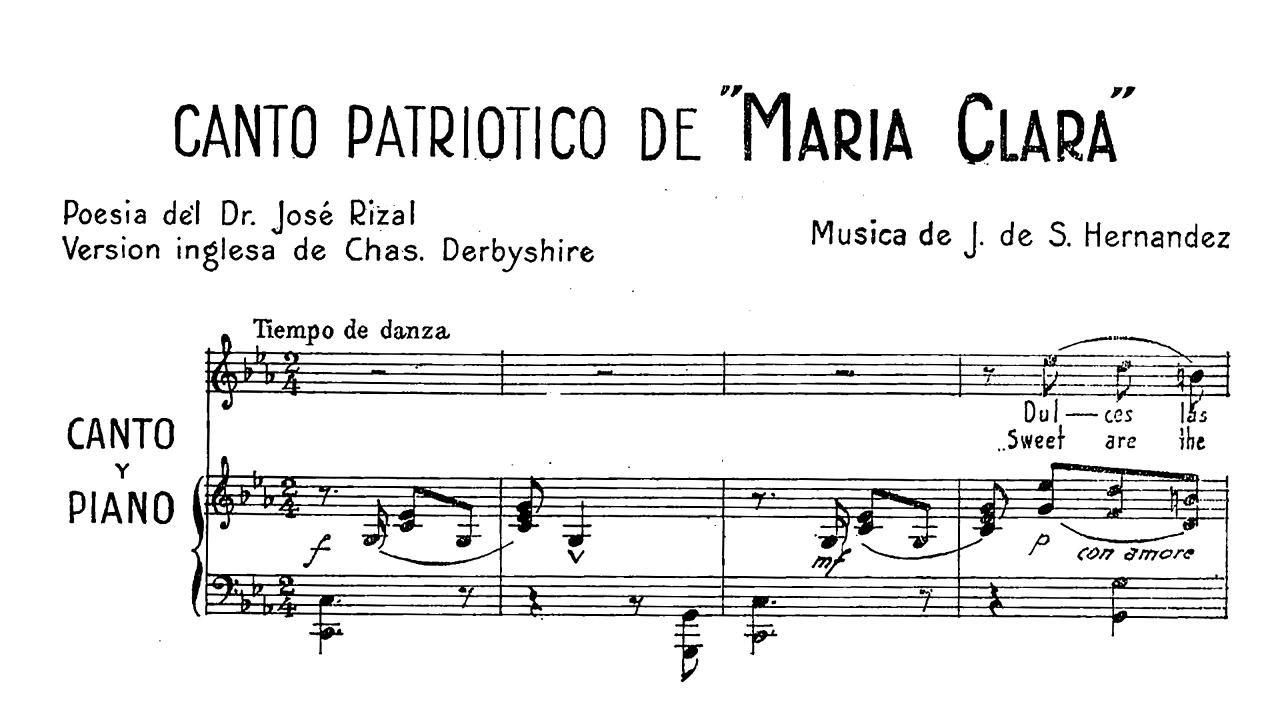 CANTO PATRIOTICO DE "MARIA CLARA"
Poesia del Dr. José Rizal
Version inglesa de Chas. Derbyshire
Musica de J. de S. Hernandez
Tiempo de danza
CANTO
Y
PIANO
Dul — ces las
"Sweet are the
f
mf
p con amore